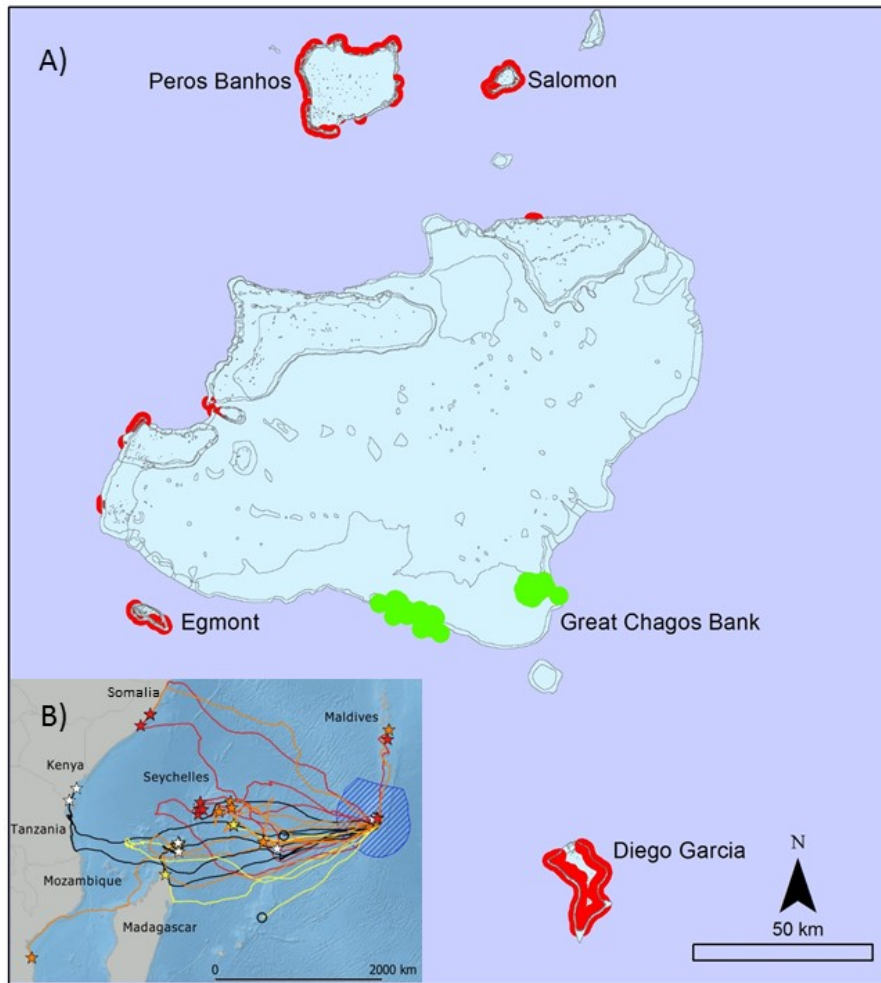 A)
Peros Banhos
Salomon
Egmont
Great Chagos Bank
Diego Garcia
N
50 km
B)
Somalia
Maldives
Kenya
Seychelles
Tanzania
Mozambique
Madagascar
0
2000 km